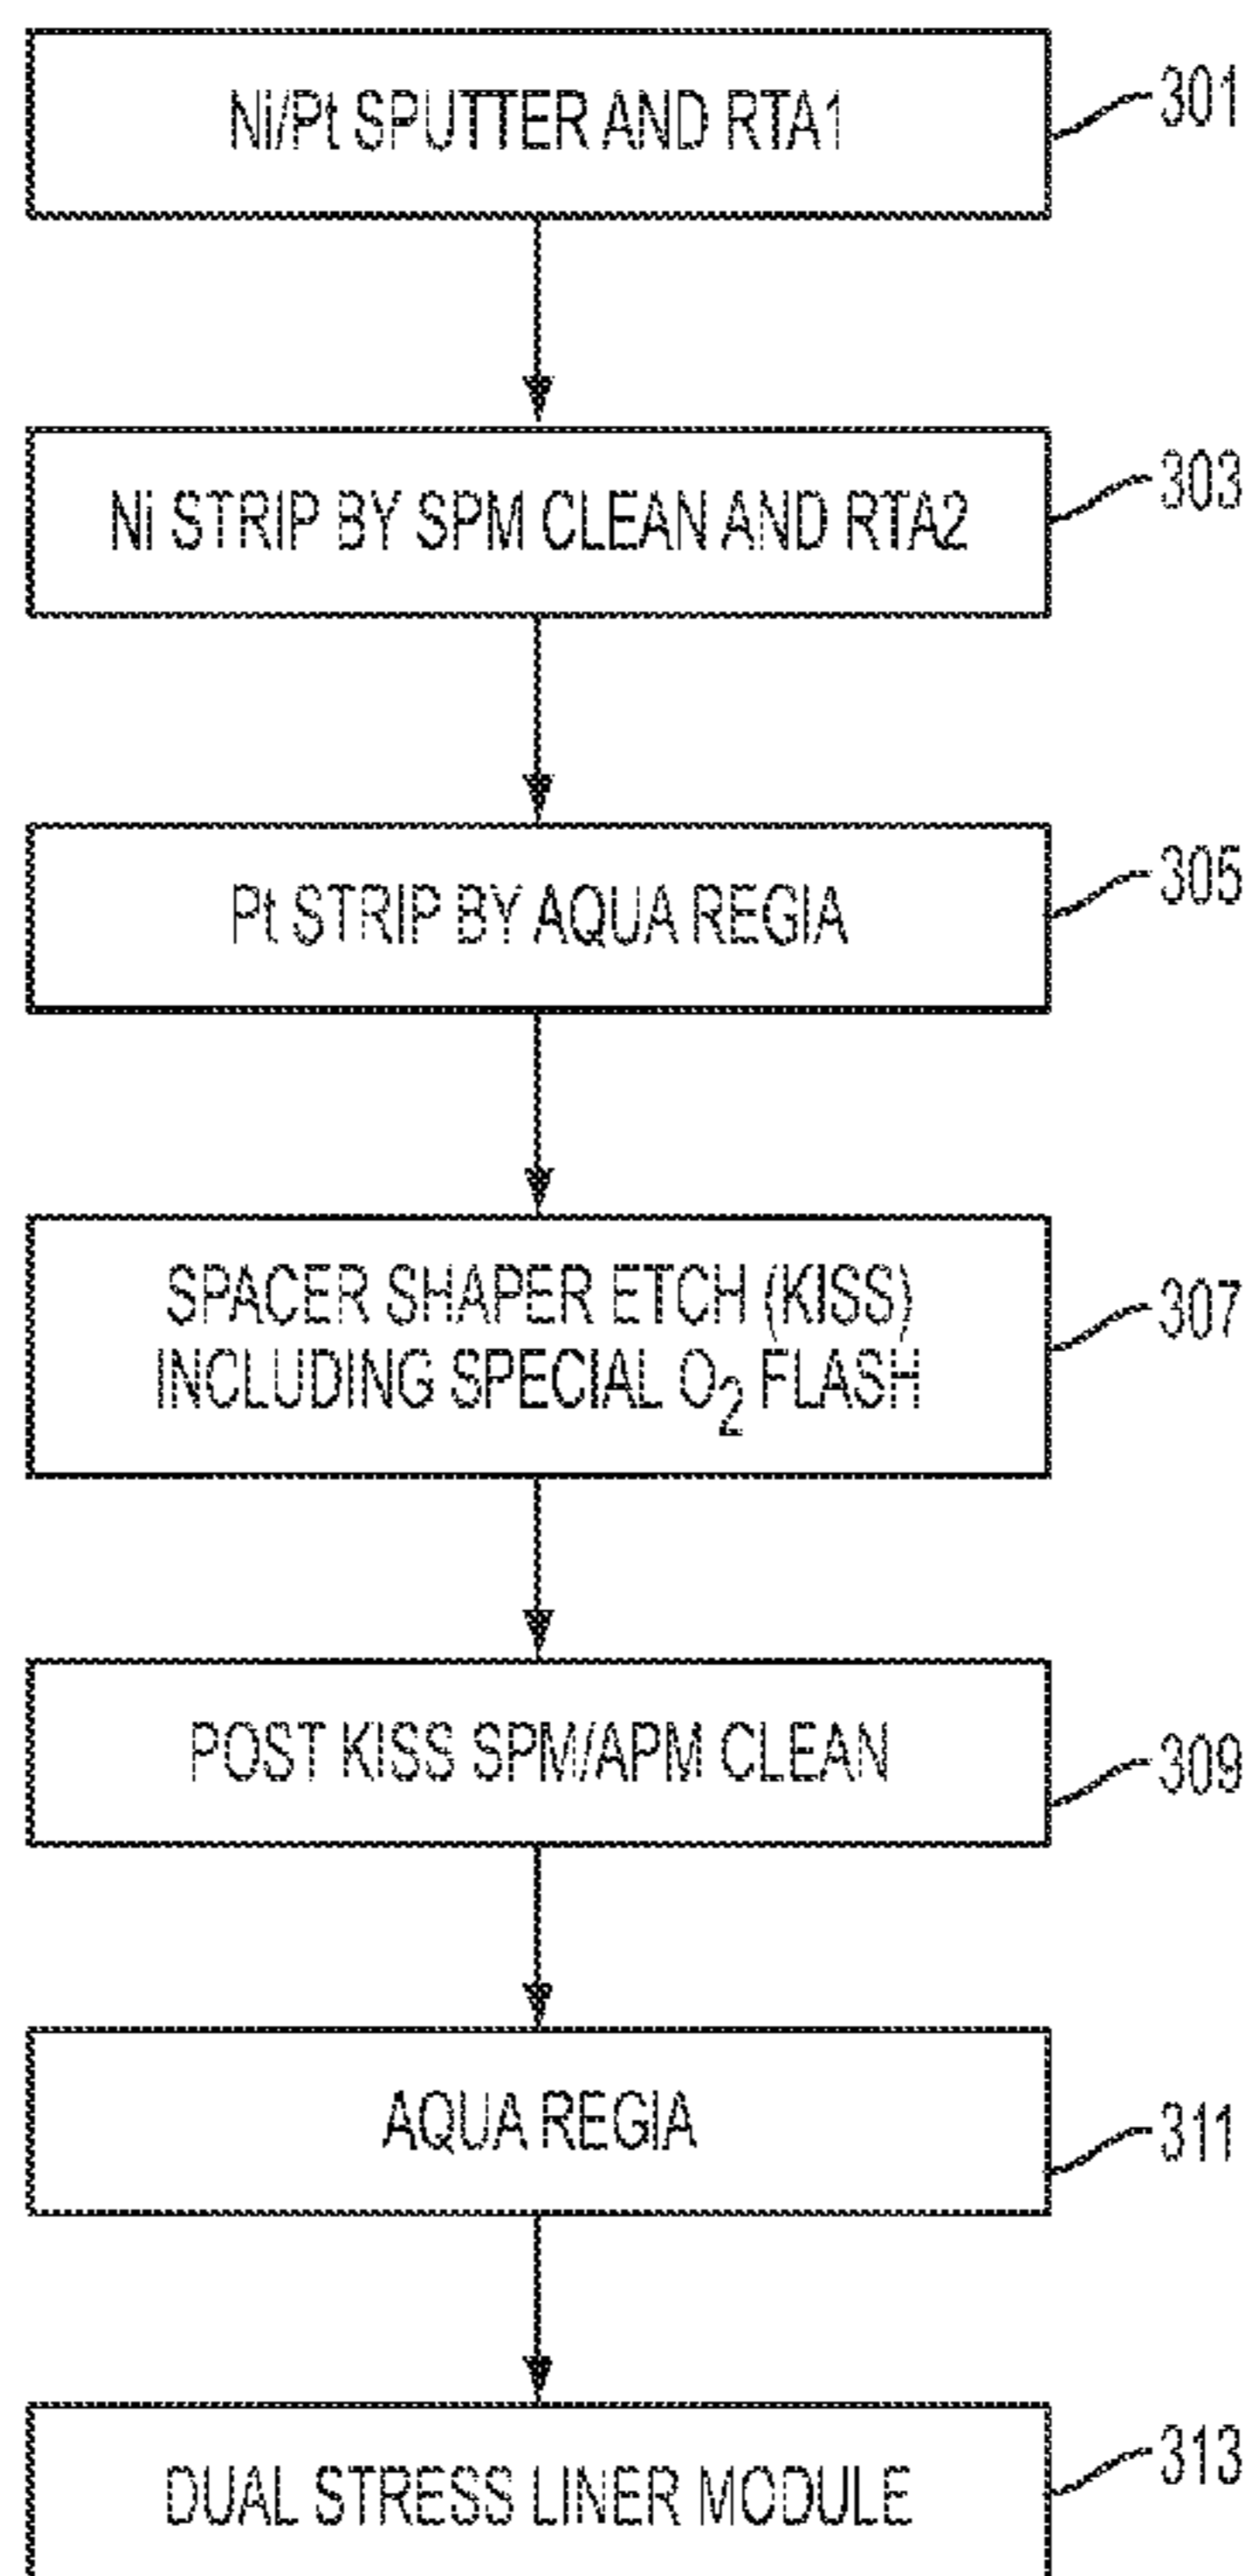 Ni/Pt SPUTTER AND RTA1
301
Ni STRIP BY SPM CLEAN AND RTA2
303
Pt STRIP BY AQUA REGIA
305
SPACER SHAPER ETCH (KISS)
INCLUDING SPECIAL O2 FLASH
307
POST KISS SPM/APM CLEAN
309
AQUA REGIA
311
DUAL STRESS LINER MODULE
313